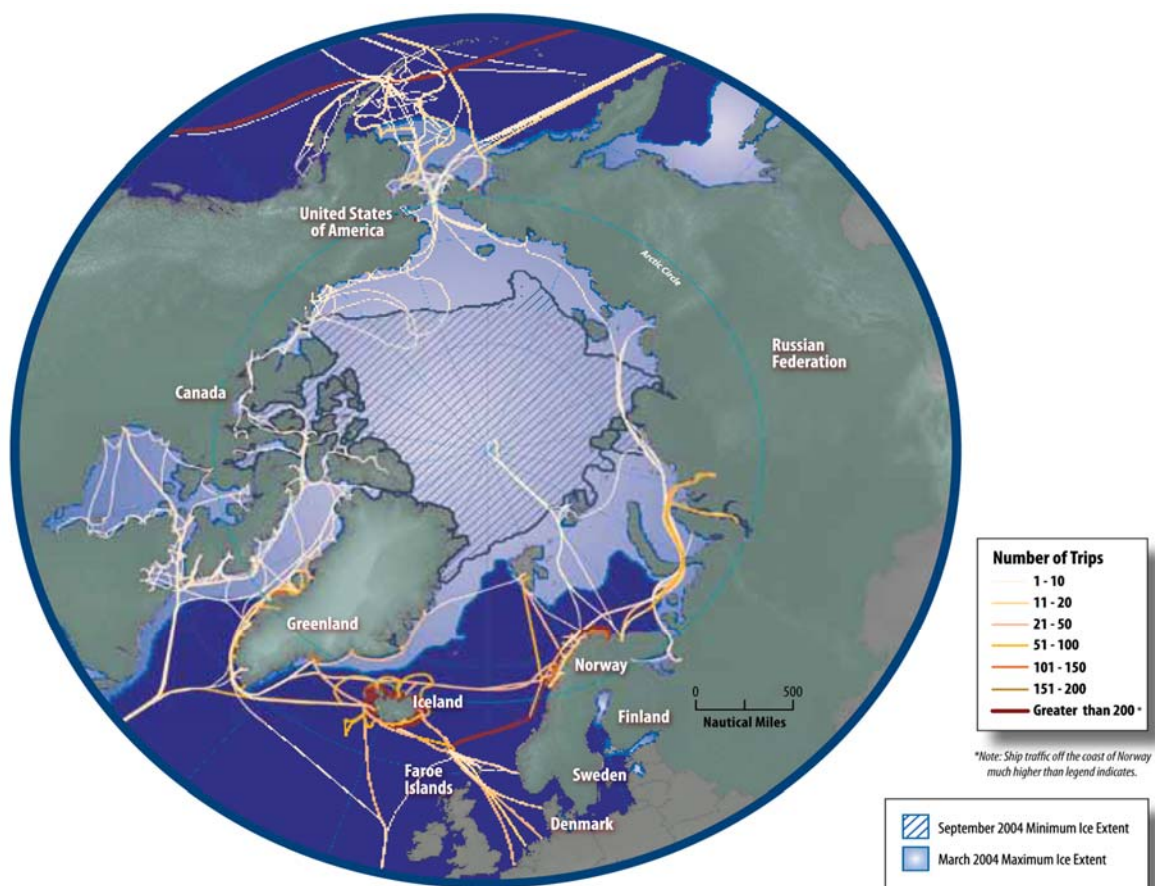 United States
of America
Arctic Circle
Russian
Federation
Canada
Greenland
Norway
Iceland
Finland
0 500
Nautical Miles
Faroe
Islands
Sweden
Denmark
Number of Trips
1 - 10
11 - 20
21 - 50
51 - 100
101 - 150
151 - 200
Greater than 200 *
*Note: Ship traffic off the coast of Norway
much higher than legend indicates.
September 2004 Minimum Ice Extent
March 2004 Maximum Ice Extent